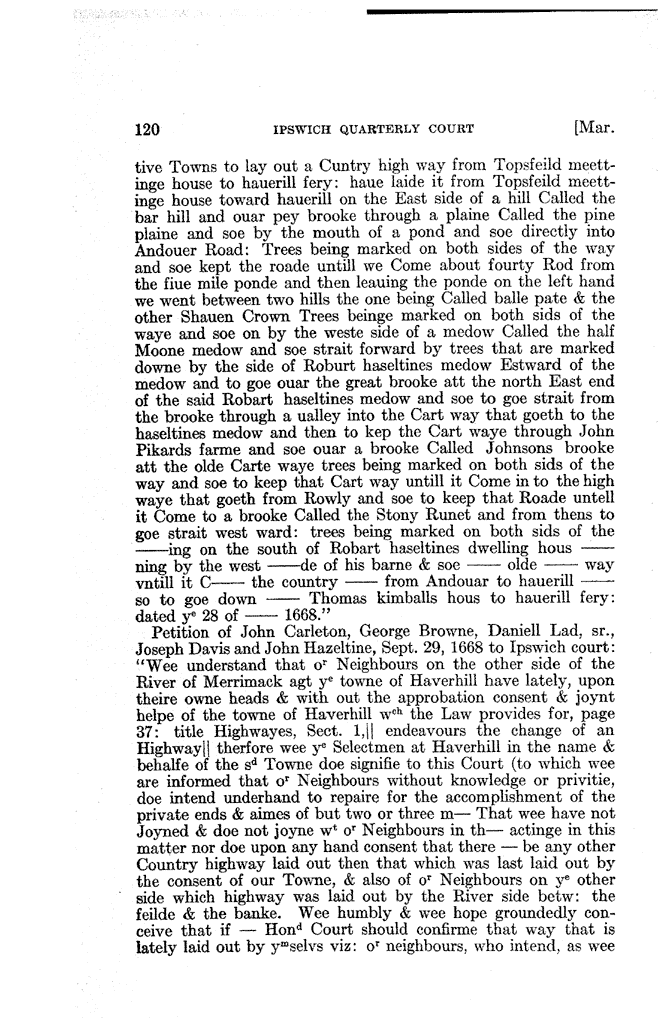 120 IPSWICH QUARTERLY COURT [Mar.
tive Towns to lay out a Cuntry high way from Topsfeild meett-
inge house to hauerill fery: haue laide it from Topsfeild meett-
inge house toward hauerill on the East side of a hill Called the
bar hill and ouar pey brooke through a plaine Called the pine
plaine and soe by the mouth of a pond and soe directly into
Andouer Road: Trees being marked on both sides of the way
and soe kept the roade untill we Come about fourty Rod from
the fiue mile ponde and then leauing the ponde on the left hand
we went between two hills the one being Called balle pate & the
other Shauen Crown Trees beinge marked on both sids of the
waye and soe on by the weste side of a medow Called the half
Moone medow and soe strait forward by trees that are marked
downe by the side of Roburt haseltines medow Estward of the
medow and to goe ouar the great brooke att the north East end
of the said Robart haseltines medow and soe to goe strait from
the brooke through a ualley into the Cart way that goeth to the
haseltines medow and then to kep the Cart waye through John
Pikards farme and soe ouar a brooke Called Johnsons brooke
att the olde Carte waye trees being marked on both sids of the
way and soe to keep that Cart way untill it Come in to the high
waye that goeth from Rowly and soe to keep that Roade untell
it Come to a brooke Called the Stony Runet and from thens to
goe strait west ward: trees being marked on both sids of the
——ing on the south of Robart haseltines dwelling hous ——
ning by the west ——de of his barne & soe —— olde —— way
vntill it C—— the country —— from Andouar to hauerill ——
so to goe down —— Thomas kimballs hous to hauerill fery:
dated yᵉ 28 of —— 1668."
Petition of John Carleton, George Browne, Daniell Lad, sr.,
Joseph Davis and John Hazeltine, Sept. 29, 1668 to Ipswich court:
"Wee understand that oʳ Neighbours on the other side of the
River of Merrimack agt yᵉ towne of Haverhill have lately, upon
theire owne heads & with out the approbation consent & joynt
helpe of the towne of Haverhill wᶜʰ the Law provides for, page
37: title Highwayes, Sect. 1,|| endeavours the change of an
Highway|| therfore wee yᵉ Selectmen at Haverhill in the name &
behalfe of the sᵈ Towne doe signifie to this Court (to which wee
are informed that oʳ Neighbours without knowledge or privitie,
doe intend underhand to repaire for the accomplishment of the
private ends & aimes of but two or three m— That wee have not
Joyned & doe not joyne wᵗ oʳ Neighbours in th— actinge in this
matter nor doe upon any hand consent that there — be any other
Country highway laid out then that which was last laid out by
the consent of our Towne, & also of oʳ Neighbours on yᵉ other
side which highway was laid out by the River side betw: the
feilde & the banke. Wee humbly & wee hope groundedly con-
ceive that if — Honᵈ Court should confirme that way that is
lately laid out by yᵐselvs viz: oʳ neighbours, who intend, as wee